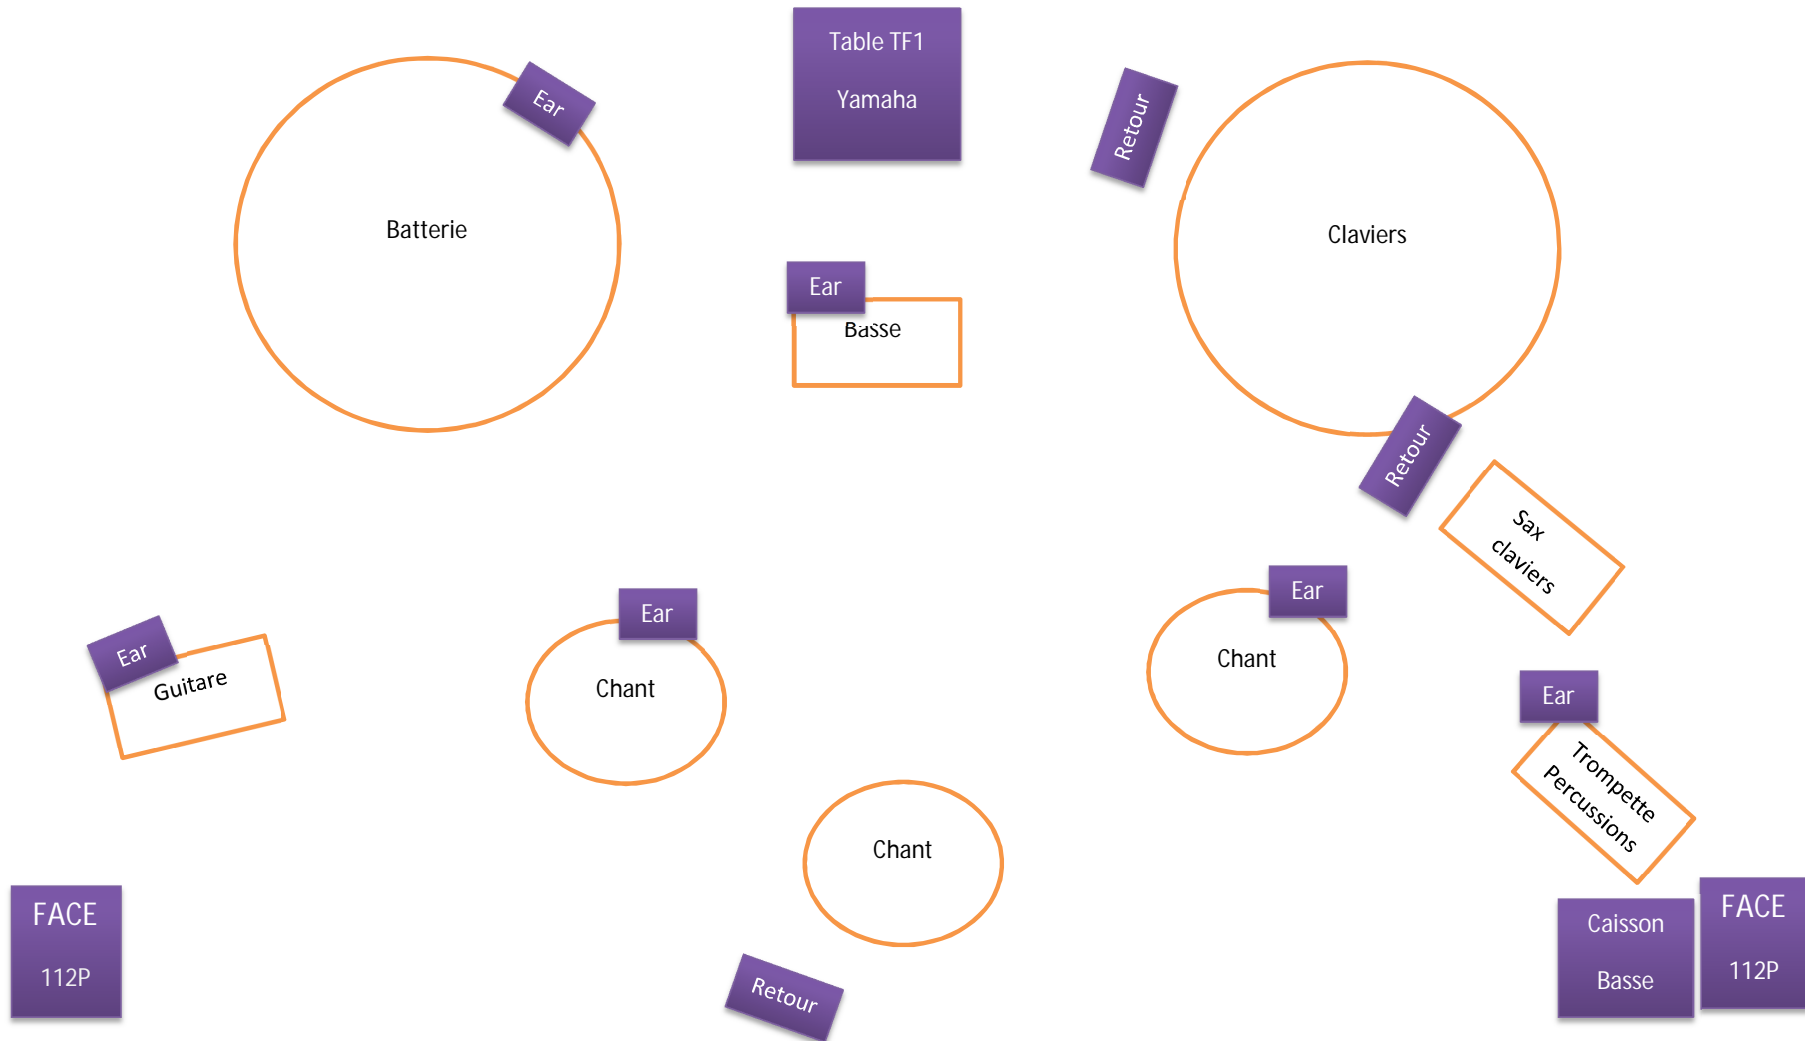 Table TF1
Yamaha
Ear
Retour
Batterie
Claviers
Ear
Basse
Retour
Sax
claviers
Ear
Ear
Ear
Guitare
Chant
Chant
Ear
Trompette
Percussions
Chant
FACE
112P
Caisson
Basse
FACE
112P
Retour